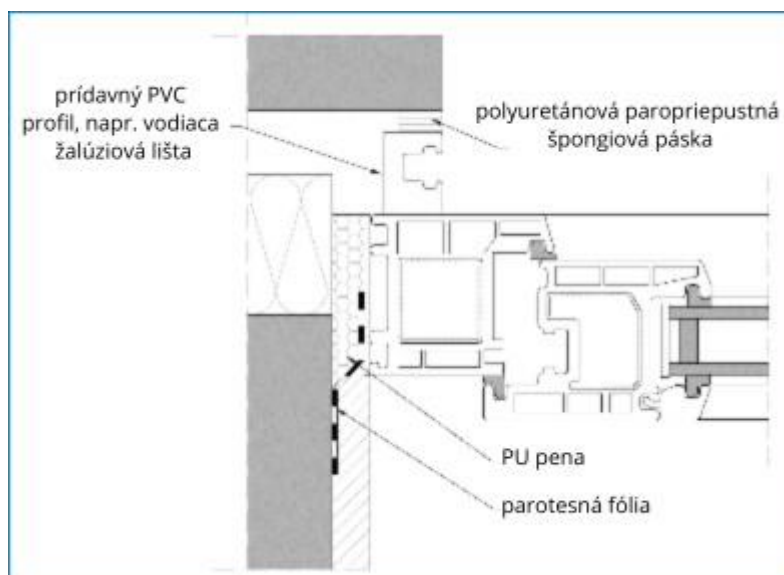 prídavný PVC
profil, napr. vodiaca
žalúziová lišta
polyuretánová paropriepustná
špongiová páska
PU pena
parotesná fólia